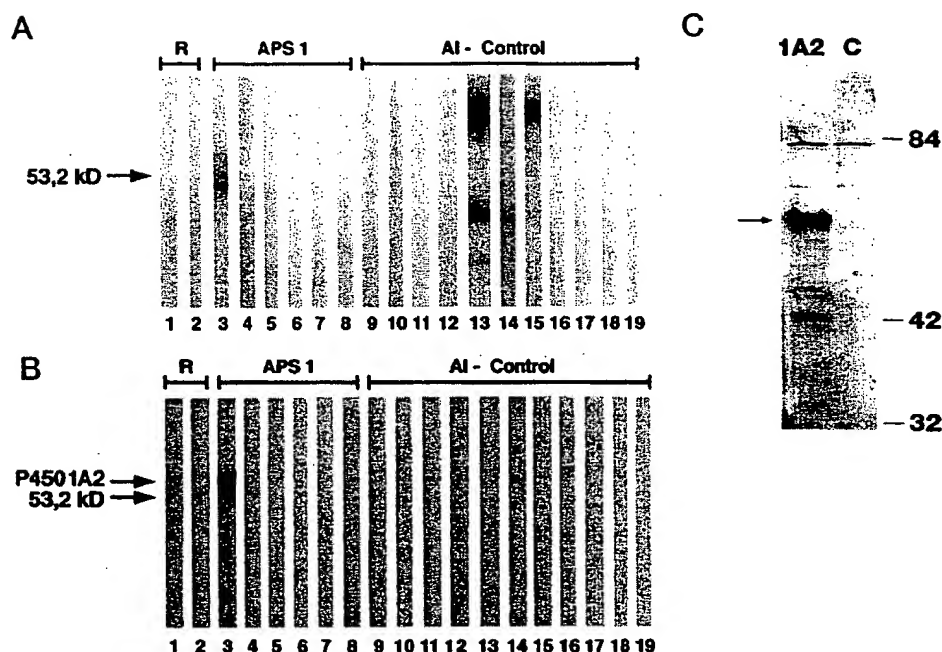 A
R APS 1 AI - Control
53,2 kD
1 2 3 4 5 6 7 8 9 10 11 12 13 14 15 16 17 18 19
B
R APS 1 AI - Control
P4501A2
53,2 kD
1 2 3 4 5 6 7 8 9 10 11 12 13 14 15 16 17 18 19
C
1A2 C
84
42
32